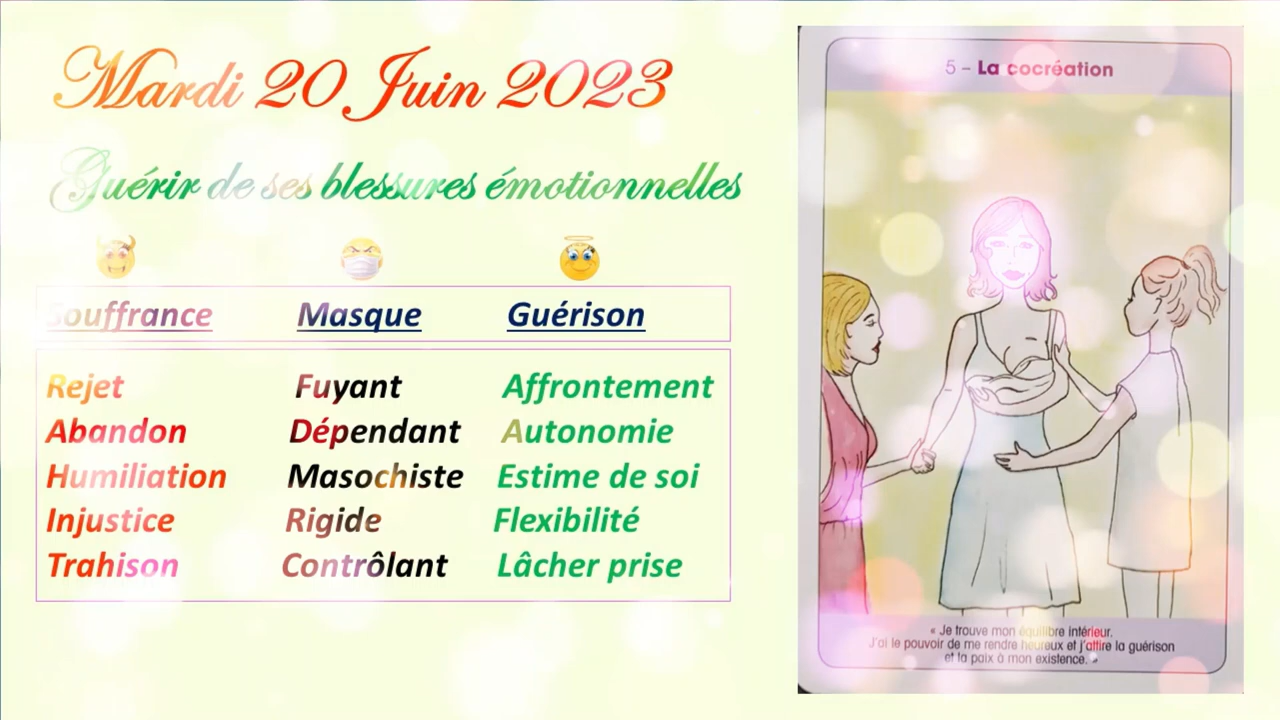 Mardi 20 Juin 2023
Guérir de ses blessures émotionnelles
Souffrance Masque Guérison
Rejet Fuyant Affrontement
Abandon Dépendant Autonomie
Humiliation Masochiste Estime de soi
Injustice Rigide Flexibilité
Trahison Contrôlant Lâcher prise
5 – La cocréation
« Je trouve mon équilibre intérieur.
J'ai le pouvoir de me rendre heureux et j'attire la guérison
et la paix à mon existence. »